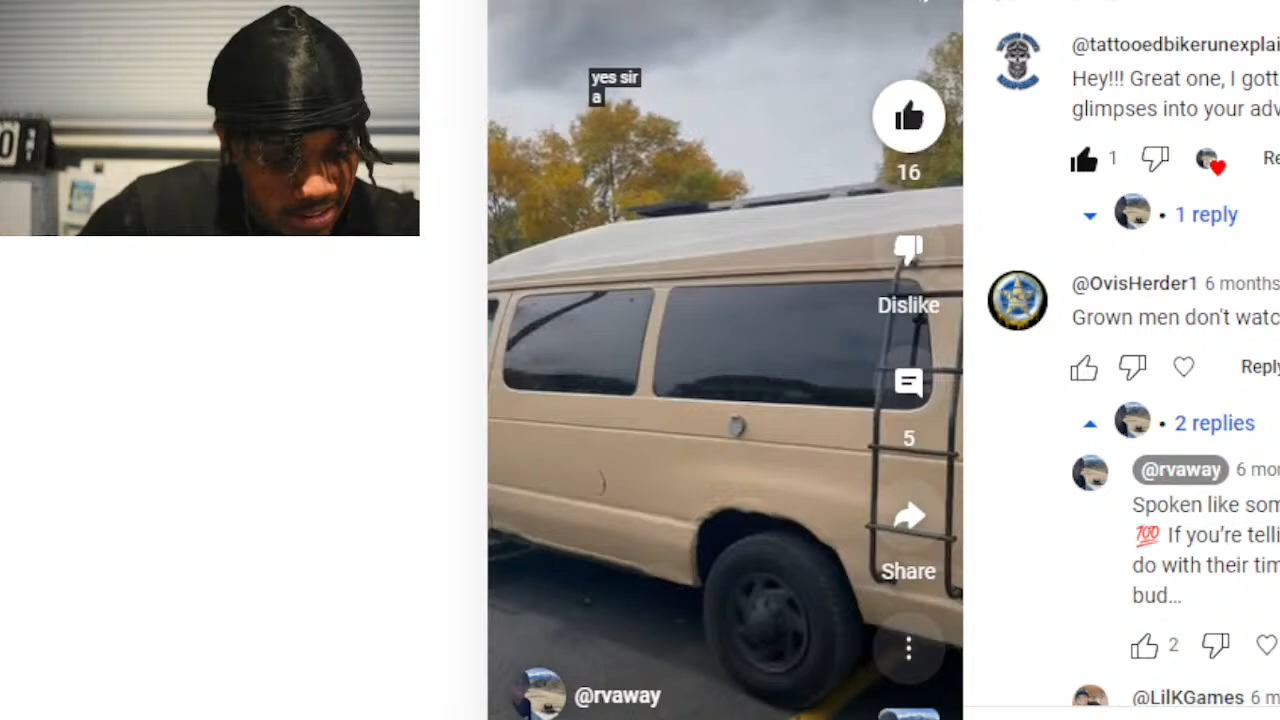 0
yes sir
a
16
Dislike
5
Share
@rvaway
@tattooedbikerunexplai
Hey!!! Great one, I gott
glimpses into your adv
1
Re
• 1 reply
@OvisHerder1 6 months
Grown men don't watc
Reply
• 2 replies
@rvaway 6 mon
Spoken like som
💯 If you're telli
do with their tim
bud...
2
@LilKGames 6 m